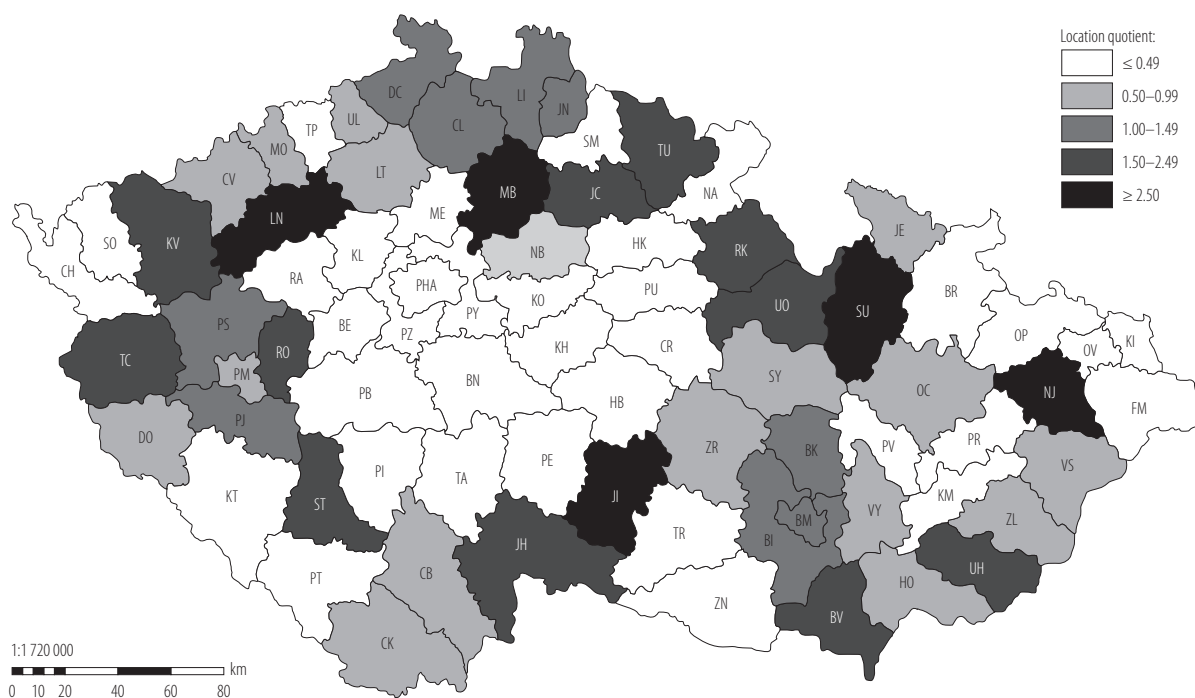 Location quotient:
≤ 0.49
0.50–0.99
1.00–1.49
1.50–2.49
≥ 2.50
DC
LI
JN
UL
CL
TP
SM
TU
MO
LT
CV
MB
JC
NA
LN
ME
SO
KV
NB
HK
RK
JE
CH
KL
RA
PHA
KO
PU
BR
UO
SU
PS
BE
PZ
PY
OP
OV
KI
TC
RO
KH
CR
PM
SY
OC
NJ
FM
PB
BN
HB
PJ
DO
ZR
BK
PV
PR
VS
KT
PI
TA
PE
JI
KM
ST
VY
ZL
BM
TR
BI
JH
UH
PT
CB
HO
ZN
BV
CK
1:1 720 000
km
0 10 20 40 60 80